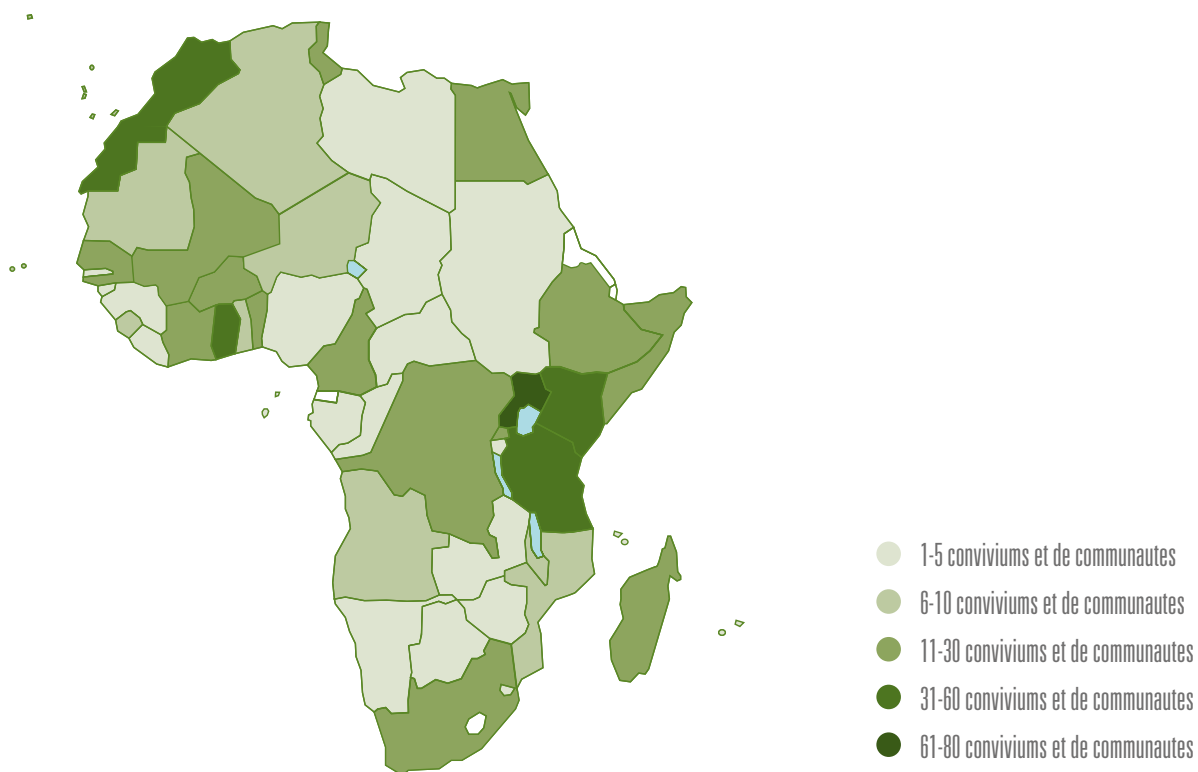 1-5 conviviums et de communautes
6-10 conviviums et de communautes
11-30 conviviums et de communautes
31-60 conviviums et de communautes
61-80 conviviums et de communautes